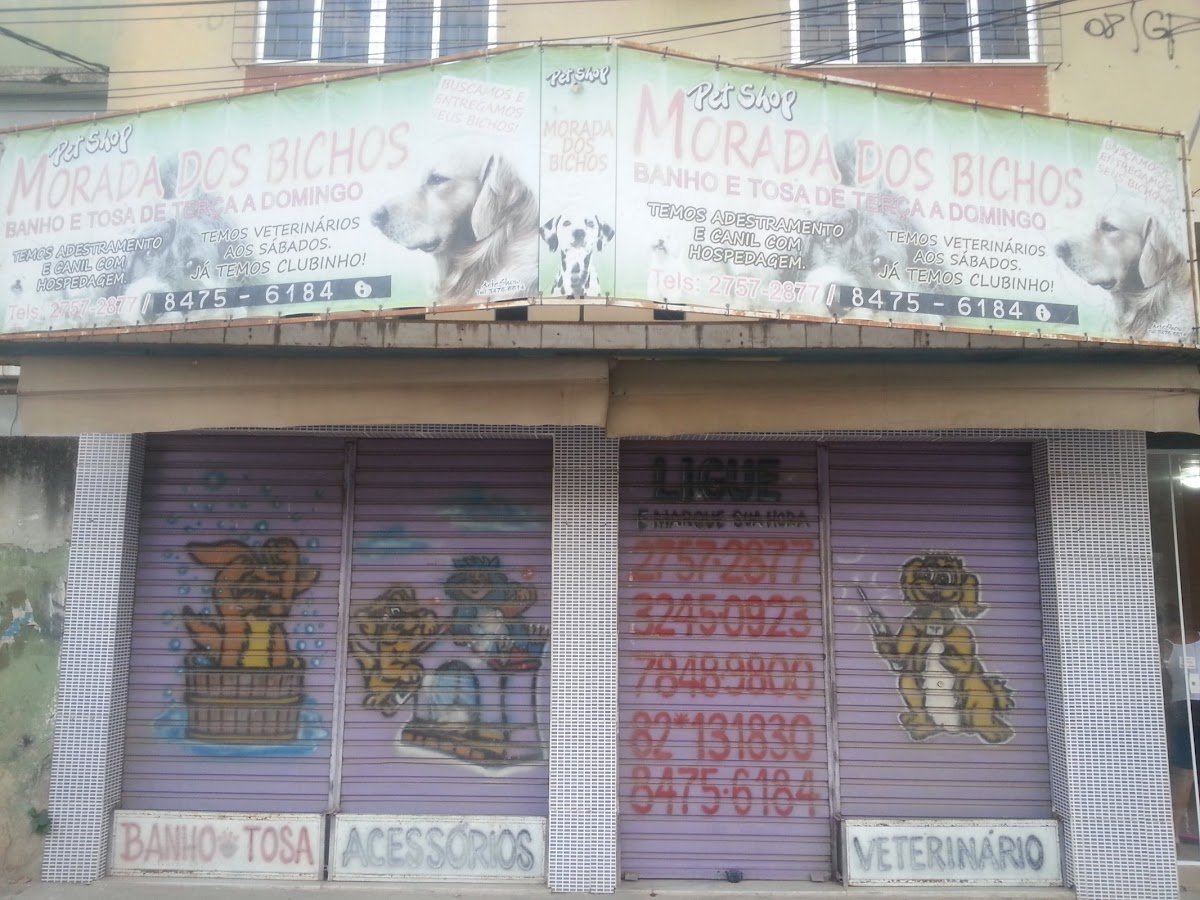 Pet Shop
MORADA DOS BICHOS
BUSCAMOS E
ENTREGAMOS
SEUS BICHOS!
BANHO E TOSA DE TERÇA A DOMINGO
TEMOS ADESTRAMENTO
E CANIL COM
HOSPEDAGEM.
TEMOS VETERINÁRIOS
AOS SÁBADOS.
JÁ TEMOS CLUBINHO!
Tels: 2757-2877 / 8475 - 6184
Pet Shop
MORADA
DOS
BICHOS
Pet Shop
MORADA DOS BICHOS
BUSCAMOS E
ENTREGAMOS
SEUS BICHOS!
BANHO E TOSA DE TERÇA A DOMINGO
TEMOS ADESTRAMENTO
E CANIL COM
HOSPEDAGEM.
TEMOS VETERINÁRIOS
AOS SÁBADOS.
JÁ TEMOS CLUBINHO!
Tels: 2757-2877 / 8475 - 6184
LIGUE
E MARQUE SUA HORA
2757-2877
3245-0923
7848-9800
82*131830
8475-6184
BANHO TOSA
ACESSÓRIOS
VETERINÁRIO